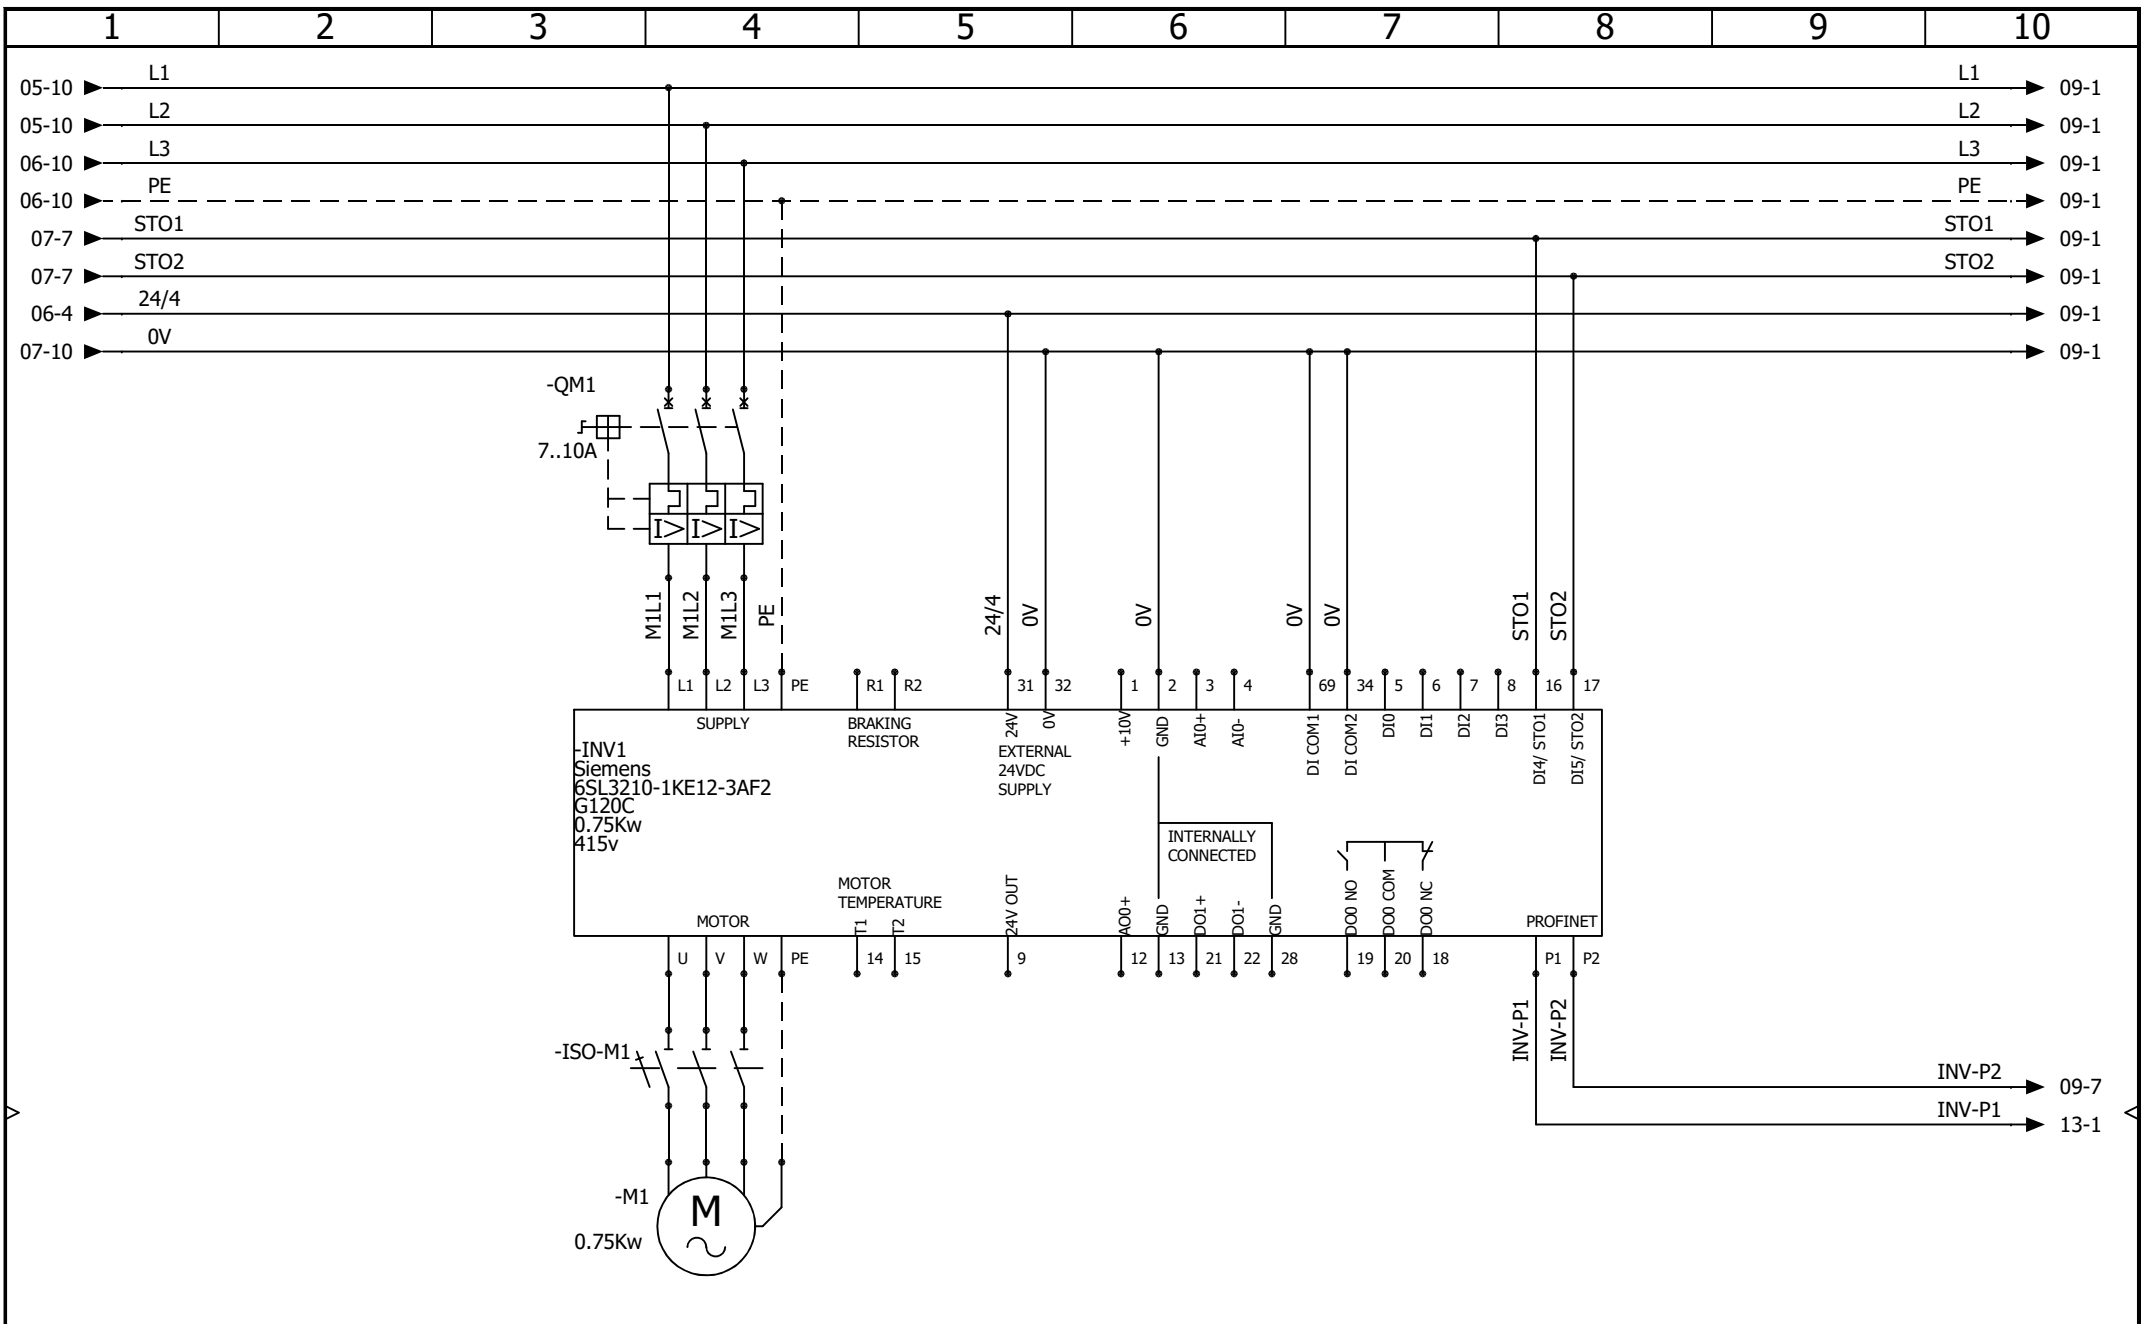 1 2 3 4 5 6 7 8 9 10
05-10 L1 L1 09-1
05-10 L2 L2 09-1
06-10 L3 L3 09-1
06-10 PE PE 09-1
07-7 STO1 STO1 09-1
07-7 STO2 STO2 09-1
06-4 24/4 09-1
07-10 0V 09-1
-QM1
7..10A
I> I> I>
M1L1 M1L2 M1L3 PE 24/4 0V 0V 0V 0V STO1 STO2
L1 L2 L3 PE R1 R2 31 32 1 2 3 4 69 34 5 6 7 8 16 17
SUPPLY
BRAKING
RESISTOR
24V 0V
EXTERNAL
24VDC
SUPPLY
+10V GND AI0+ AI0- DI COM1 DI COM2 DI0 DI1 DI2 DI3 DI4/ STO1 DI5/ STO2
-INV1
Siemens
6SL3210-1KE12-3AF2
G120C
0.75Kw
415v
INTERNALLY
CONNECTED
MOTOR
MOTOR
TEMPERATURE
T1 T2 24V OUT AO0+ GND DO1+ DO1- GND DO0 NO DO0 COM DO0 NC
PROFINET
U V W PE 14 15 9 12 13 21 22 28 19 20 18 P1 P2
INV-P1 INV-P2
-ISO-M1
INV-P2 09-7
INV-P1 13-1
-M1
M
0.75Kw